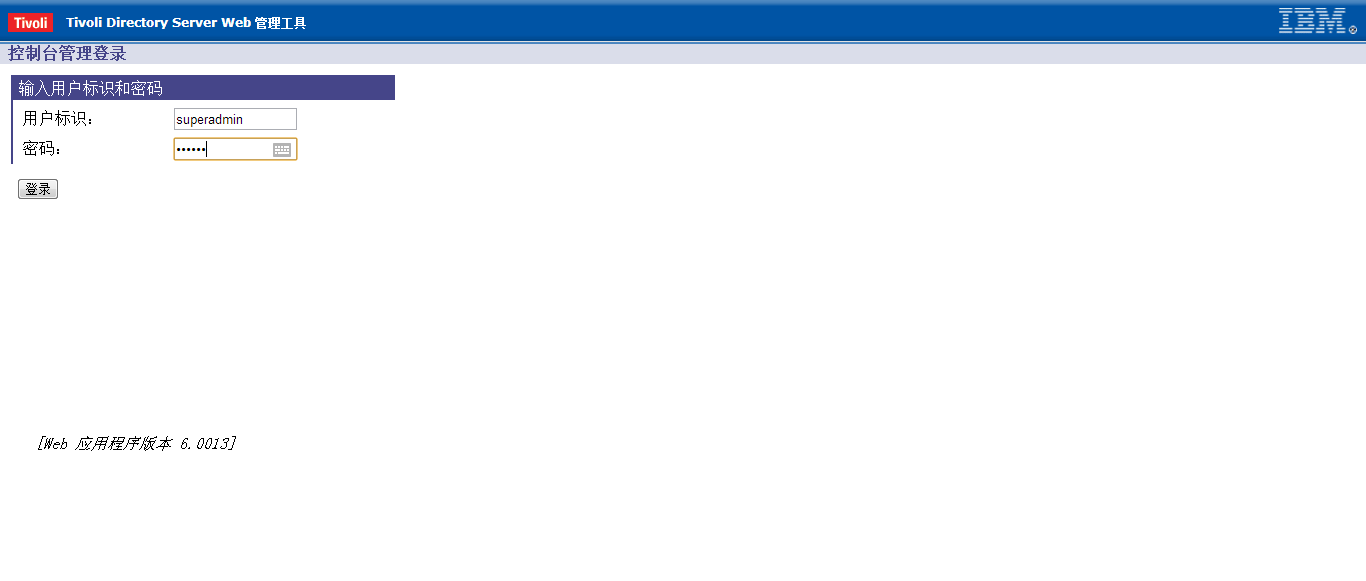 Tivoli Tivoli Directory Server Web 管理工具 IBM®
控制台管理登录
输入用户标识和密码
用户标识： superadmin
密码： ••••••
登录
[Web 应用程序版本 6.0013]